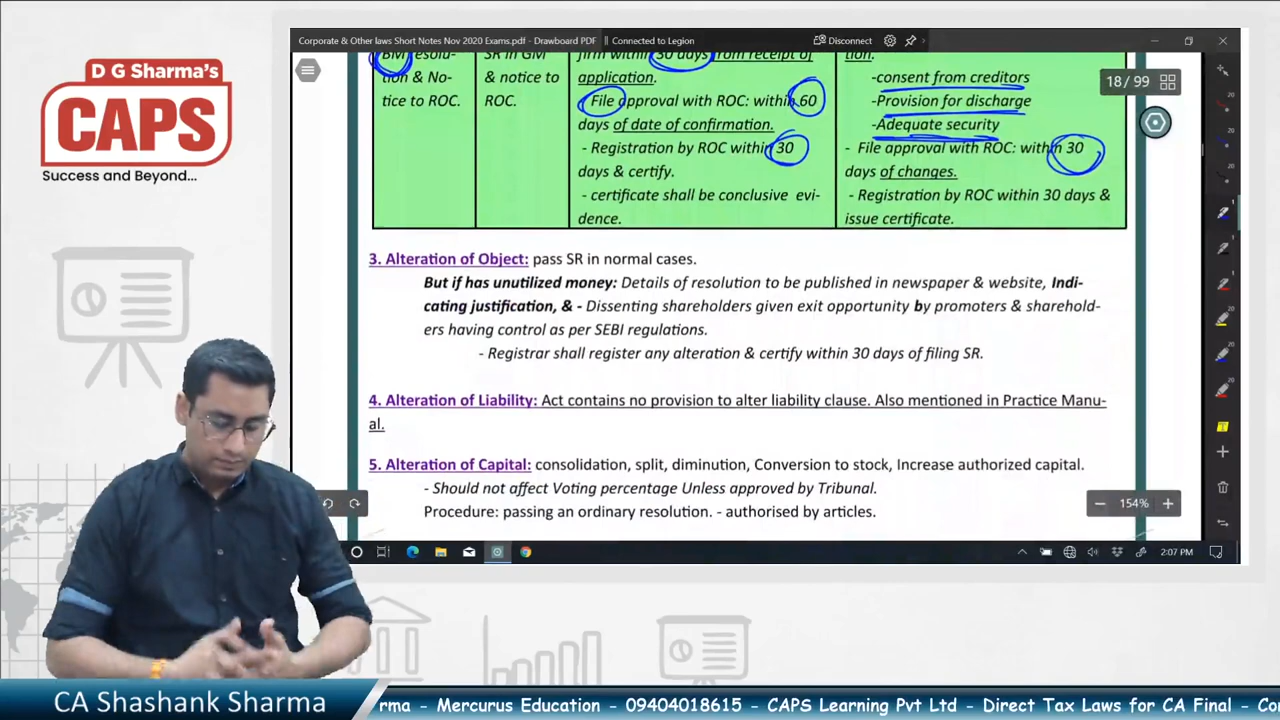 Corporate & Other laws Short Notes Nov 2020 Exams.pdf - Drawboard PDF
Connected to Legion
Disconnect
D G Sharma's
CAPS
Success and Beyond...
18 / 99
BM resolu-
tion & No-
tice to ROC.
SR in GM
& notice to
ROC.
firm within 30 days from receipt of
application.
File approval with ROC: within 60
days of date of confirmation.
- Registration by ROC within 30
days & certify.
- certificate shall be conclusive evi-
dence.
tion.
-consent from creditors
-Provision for discharge
-Adequate security
- File approval with ROC: within 30
days of changes.
- Registration by ROC within 30 days &
issue certificate.
3. Alteration of Object: pass SR in normal cases.
But if has unutilized money: Details of resolution to be published in newspaper & website, Indi-
cating justification, & - Dissenting shareholders given exit opportunity by promoters & sharehold-
ers having control as per SEBI regulations.
- Registrar shall register any alteration & certify within 30 days of filing SR.
4. Alteration of Liability: Act contains no provision to alter liability clause. Also mentioned in Practice Manu-
al.
5. Alteration of Capital: consolidation, split, diminution, Conversion to stock, Increase authorized capital.
- Should not affect Voting percentage Unless approved by Tribunal.
Procedure: passing an ordinary resolution. - authorised by articles.
154%
2:07 PM
CA Shashank Sharma
rma - Mercurus Education - 09404018615 - CAPS Learning Pvt Ltd - Direct Tax Laws for CA Final - Co